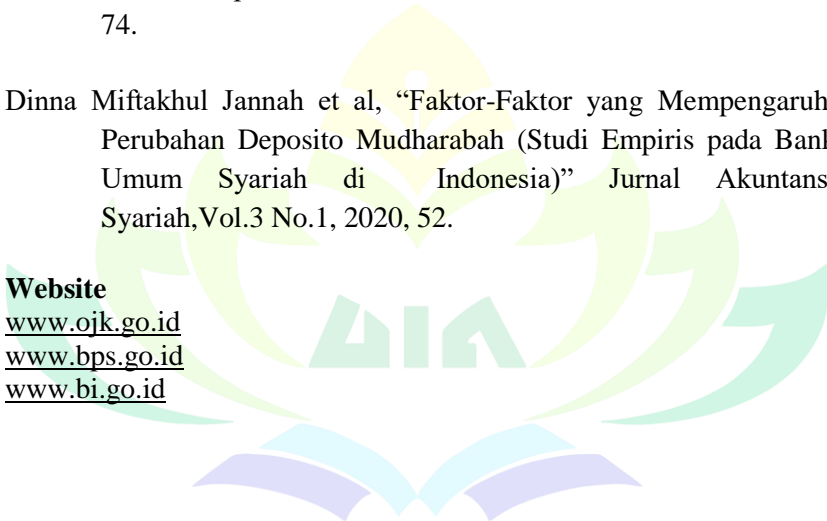 74.
Dinna Miftakhul Jannah et al, “Faktor-Faktor yang Mempengaruh
Perubahan Deposito Mudharabah (Studi Empiris pada Bank
Umum Syariah di Indonesia)” Jurnal Akuntans
Syariah,Vol.3 No.1, 2020, 52.
Website
www.ojk.go.id
www.bps.go.id
www.bi.go.id
UIN